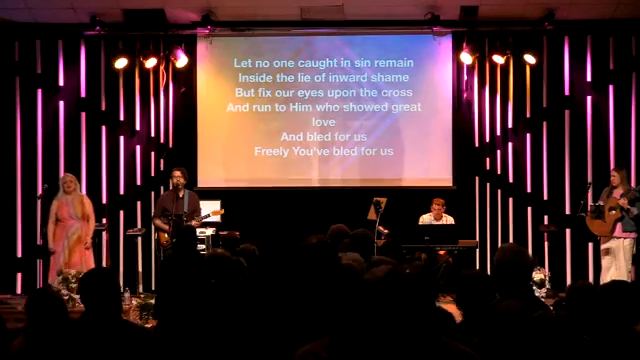 Let no one caught in sin remain
Inside the lie of inward shame
But fix our eyes upon the cross
And run to Him who showed great
love
And bled for us
Freely You've bled for us